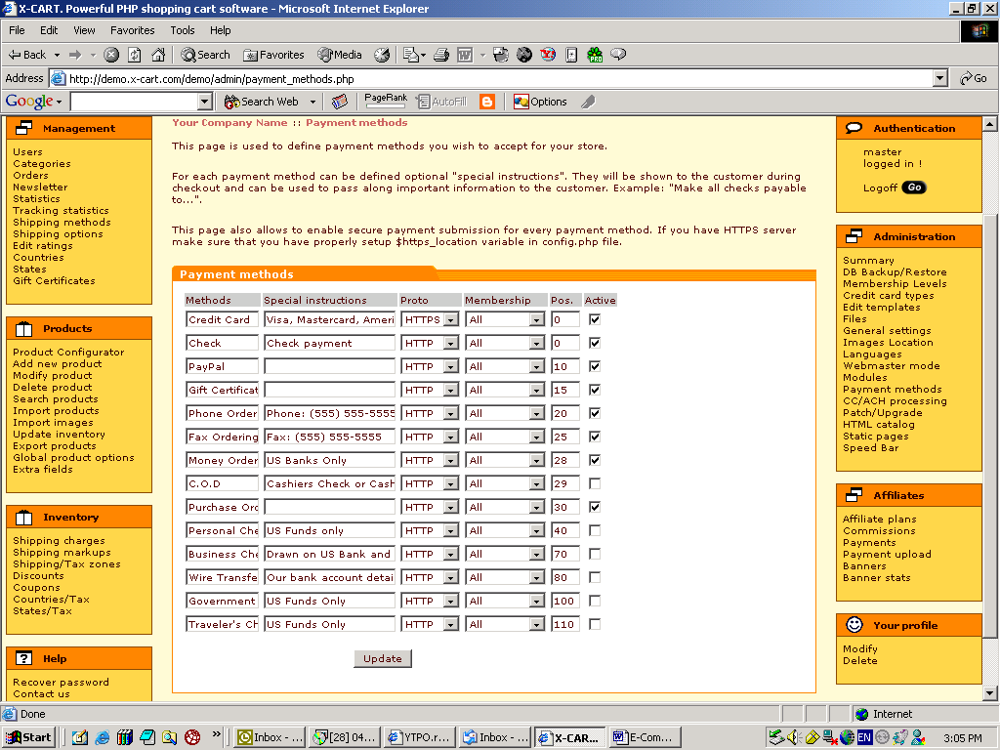 X-CART. Powerful PHP shopping cart software - Microsoft Internet Explorer
File Edit View Favorites Tools Help
Back Search Favorites Media
Address http://demo.x-cart.com/demo/admin/payment_methods.php Go
Google Search Web PageRank AutoFill Options
Management
Users
Categories
Orders
Newsletter
Statistics
Tracking statistics
Shipping methods
Shipping options
Edit ratings
Countries
States
Gift Certificates
Products
Product Configurator
Add new product
Modify product
Delete product
Search products
Import products
Import images
Update inventory
Export products
Global product options
Extra fields
Inventory
Shipping charges
Shipping markups
Shipping/Tax zones
Discounts
Coupons
Countries/Tax
States/Tax
Help
Recover password
Contact us
Your Company Name :: Payment methods
This page is used to define payment methods you wish to accept for your store.
For each payment method can be defined optional "special instructions". They will be shown to the customer during
checkout and can be used to pass along important information to the customer. Example: "Make all checks payable
to...".
This page also allows to enable secure payment submission for every payment method. If you have HTTPS server
make sure that you have properly setup $https_location variable in config.php file.
Payment methods
Methods Special instructions Proto Membership Pos. Active
Credit Card Visa, Mastercard, Ameri HTTPS All 0
Check Check payment HTTP All 0
PayPal HTTP All 10
Gift Certificat HTTP All 15
Phone Order Phone: (555) 555-5555 HTTP All 20
Fax Ordering Fax: (555) 555-5555 HTTP All 25
Money Order US Banks Only HTTP All 28
C.O.D Cashiers Check or Cash HTTP All 29
Purchase Orc HTTP All 30
Personal Che US Funds only HTTP All 40
Business Che Drawn on US Bank and HTTP All 70
Wire Transfe Our bank account detai HTTP All 80
Government US Funds Only HTTP All 100
Traveler's Ch US Funds Only HTTP All 110
Update
Authentication
master
logged in !
Logoff Go
Administration
Summary
DB Backup/Restore
Membership Levels
Credit card types
Edit templates
Files
General settings
Images Location
Languages
Webmaster mode
Modules
Payment methods
CC/ACH processing
Patch/Upgrade
HTML catalog
Static pages
Speed Bar
Affiliates
Affiliate plans
Commissions
Payments
Payment upload
Banners
Banner stats
Your profile
Modify
Delete
Done Internet
Start Inbox - ... [28] 04... YTPO.r... Inbox - ... X-CAR... E-Com... EN 3:05 PM